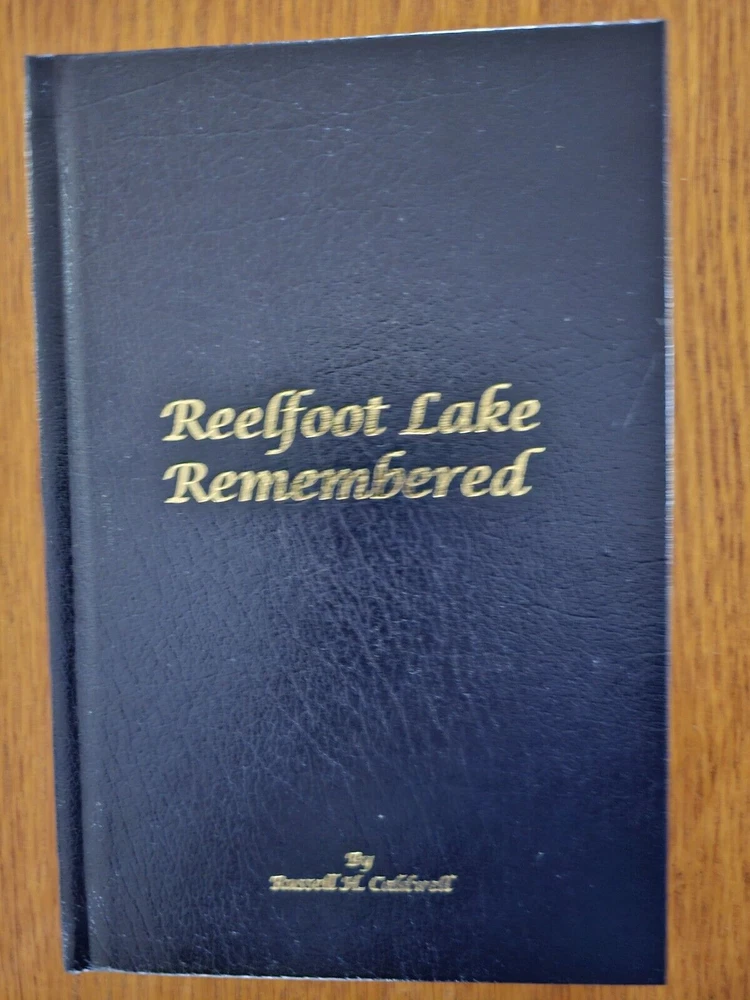 Reelfoot Lake
Remembered
By
Russell H. Caldwell